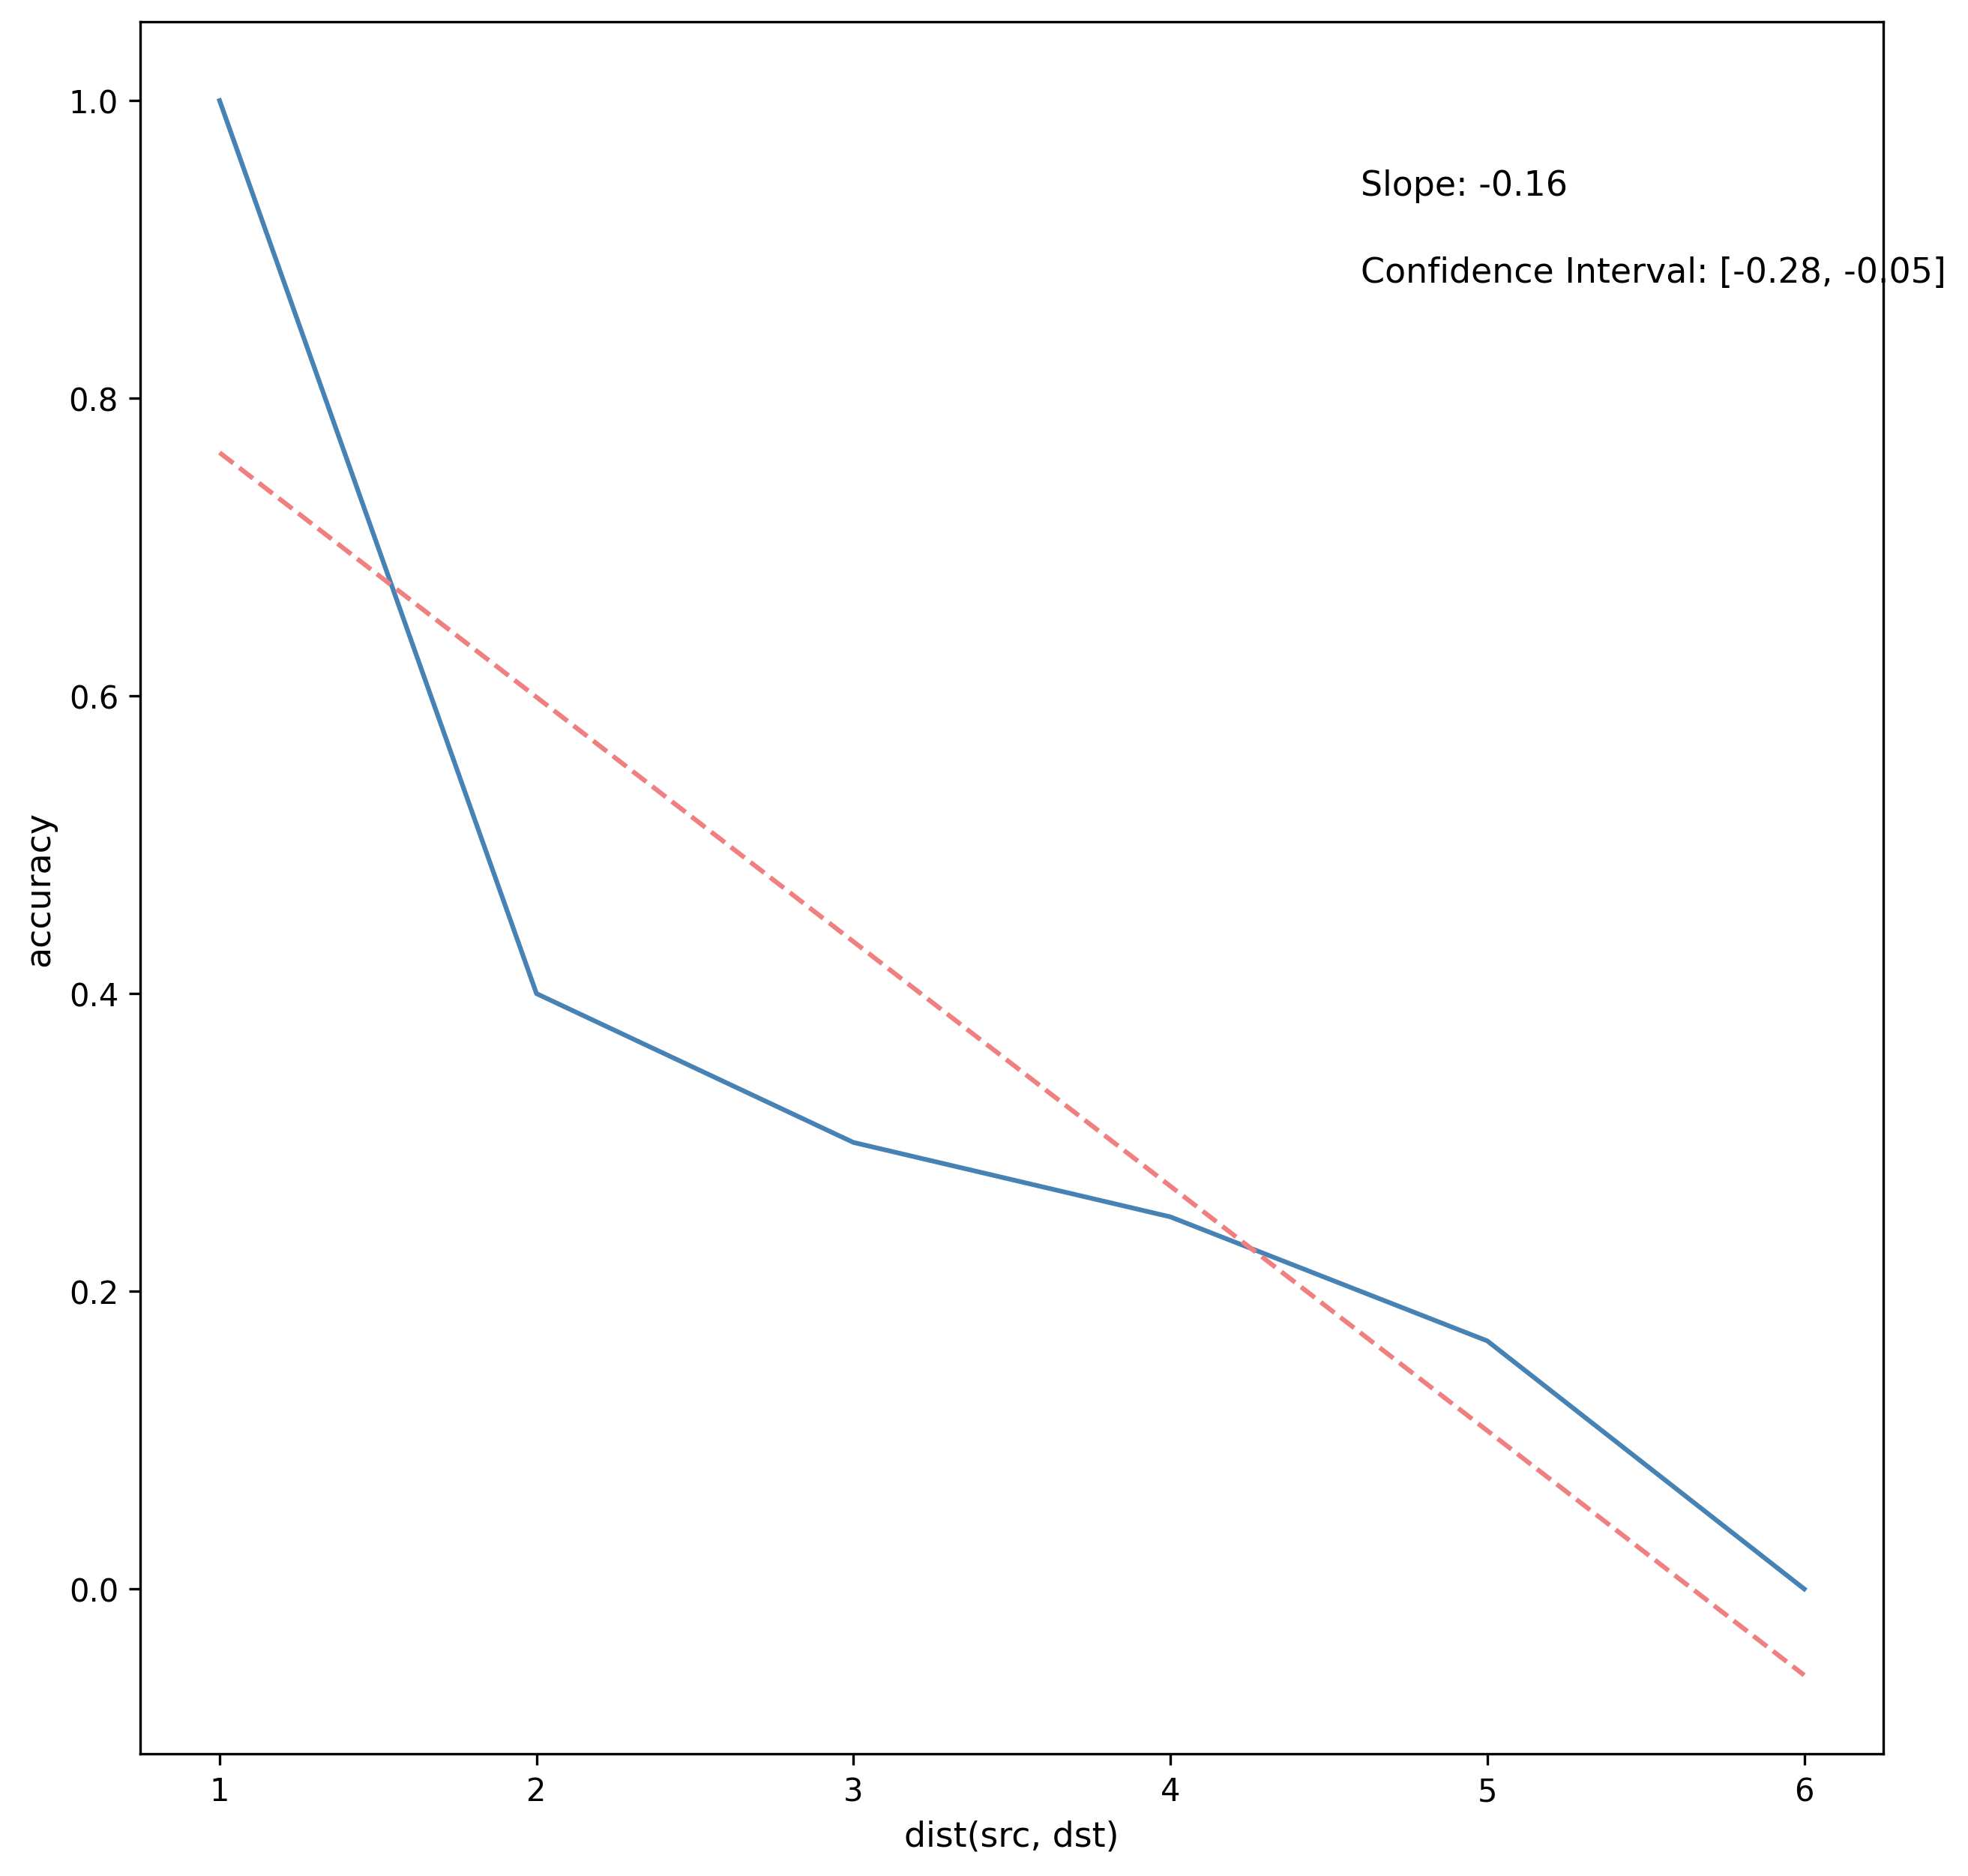 1.0
Slope: -0.16
Confidence Interval: [-0.28, -0.05]
0.8
0.6
accuracy
0.4
0.2
0.0
1 2 3 4 5 6
dist(src, dst)